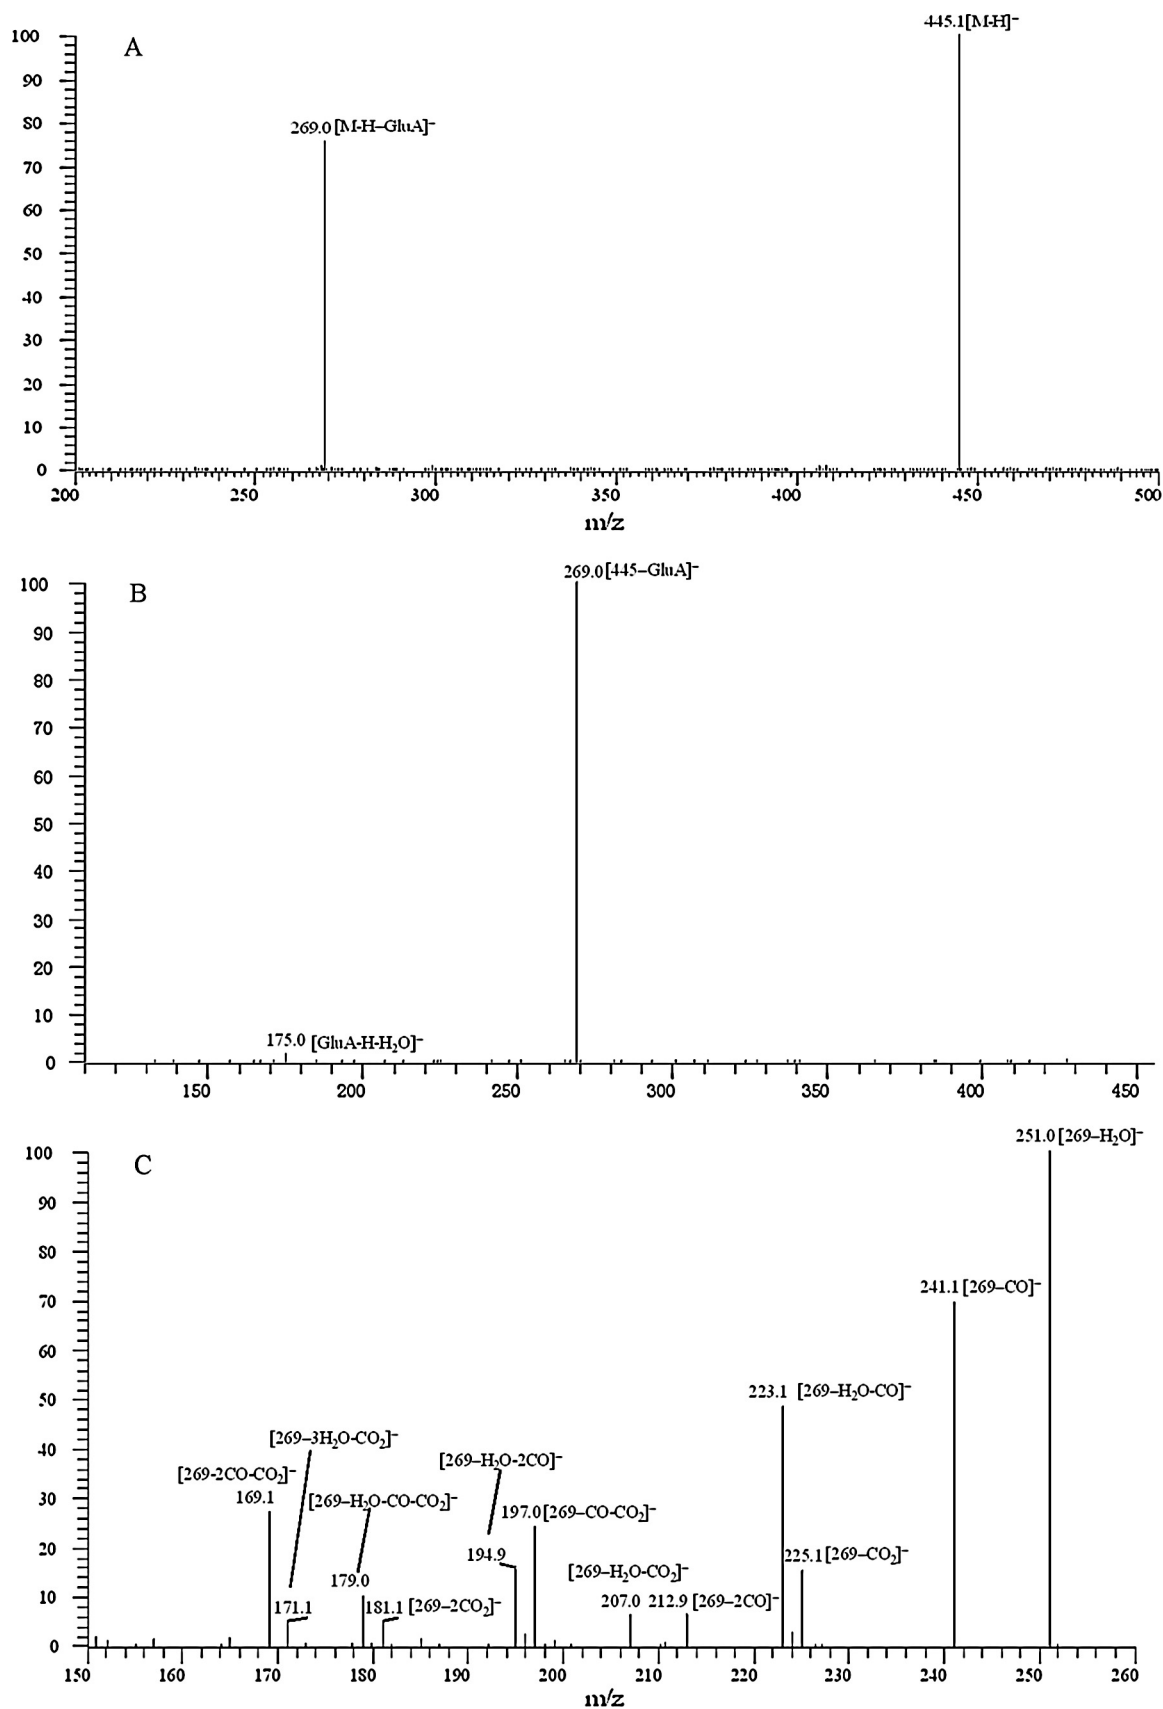 A
445.1[M-H]⁻
269.0 [M-H–GluA]⁻
100
90
80
70
60
50
40
30
20
10
0
200 250 300 350 400 450 500
m/z
B
269.0[445–GluA]⁻
175.0 [GluA-H-H₂O]⁻
100
90
80
70
60
50
40
30
20
10
0
150 200 250 300 350 400 450
C
251.0 [269–H₂O]⁻
241.1 [269–CO]⁻
223.1 [269–H₂O-CO]⁻
[269–3H₂O-CO₂]⁻
[269–H₂O-2CO]⁻
[269-2CO-CO₂]⁻
169.1
[269–H₂O-CO-CO₂]⁻
197.0[269–CO-CO₂]⁻
194.9
225.1 [269–CO₂]⁻
[269–H₂O-CO₂]⁻
179.0
171.1
181.1 [269–2CO₂]⁻
207.0
212.9 [269–2CO]⁻
100
90
80
70
60
50
40
30
20
10
0
150 160 170 180 190 200 210 220 230 240 250 260
m/z